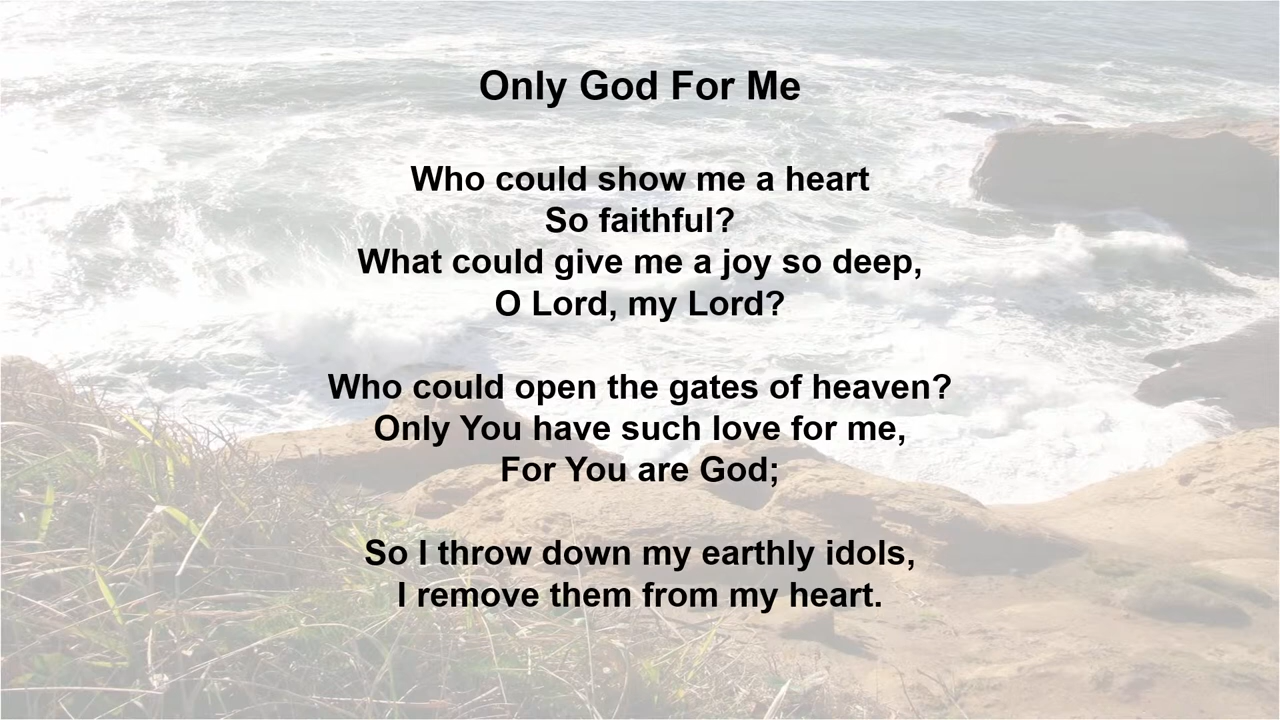 Only God For Me
Who could show me a heart
So faithful?
What could give me a joy so deep,
O Lord, my Lord?
Who could open the gates of heaven?
Only You have such love for me,
For You are God;
So I throw down my earthly idols,
I remove them from my heart.